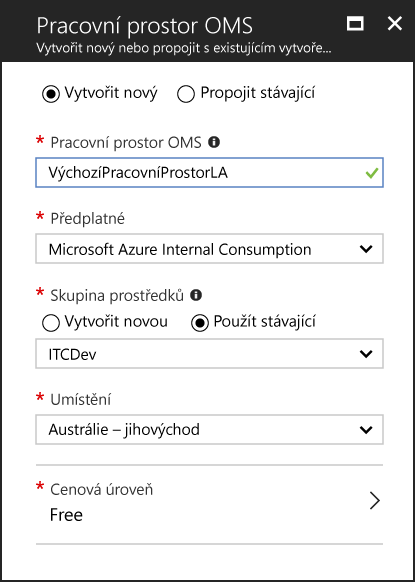 Pracovní prostor OMS
Vytvořit nový nebo propojit s existujícím vytvoře...
Vytvořit nový Propojit stávající
* Pracovní prostor OMS
VýchozíPracovníProstorLA
* Předplatné
Microsoft Azure Internal Consumption
* Skupina prostředků
Vytvořit novou Použít stávající
ITCDev
* Umístění
Austrálie – jihovýchod
* Cenová úroveň
Free